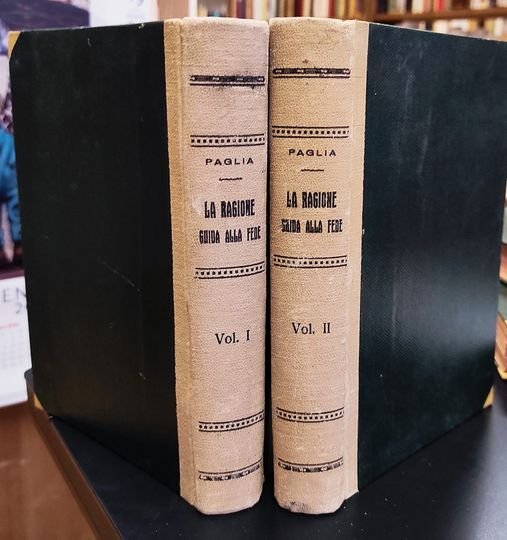 PAGLIA
LA RAGIONE
GUIDA ALLA FEDE
Vol. I
PAGLIA
LA RAGIONE
GUIDA ALLA FEDE
Vol. II